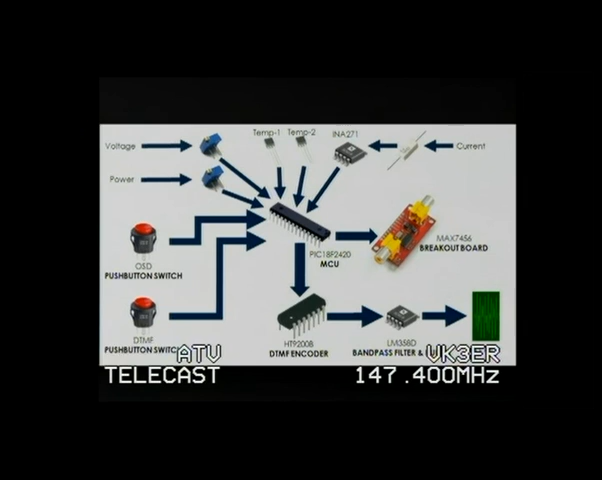 Temp-1
Temp-2
INA271
Voltage
Current
Power
MAX7456
BREAKOUT BOARD
PIC18F2420
MCU
OSD
PUSHBUTTON SWITCH
DTMF
PUSHBUTTON SWITC
HT9200B
DTMF ENCODER
LM358D
BANDPASS FILTER &
ATV
VK3ER
TELECAST
147.400MHz